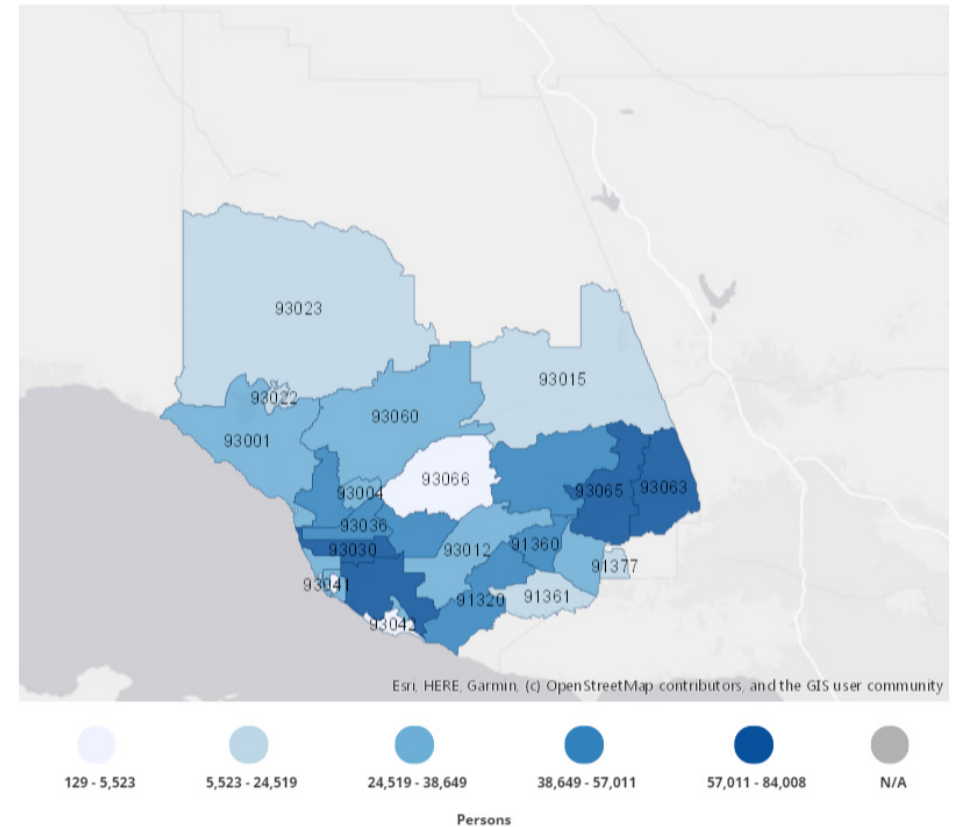 93023
93015
93022
93060
93001
93066
93004
93065
93063
93036
93030
93012
91360
91377
93041
91320
91361
93042
Esri, HERE, Garmin, (c) OpenStreetMap contributors, and the GIS user community
129 - 5,523
5,523 - 24,519
24,519 - 38,649
38,649 - 57,011
57,011 - 84,008
N/A
Persons